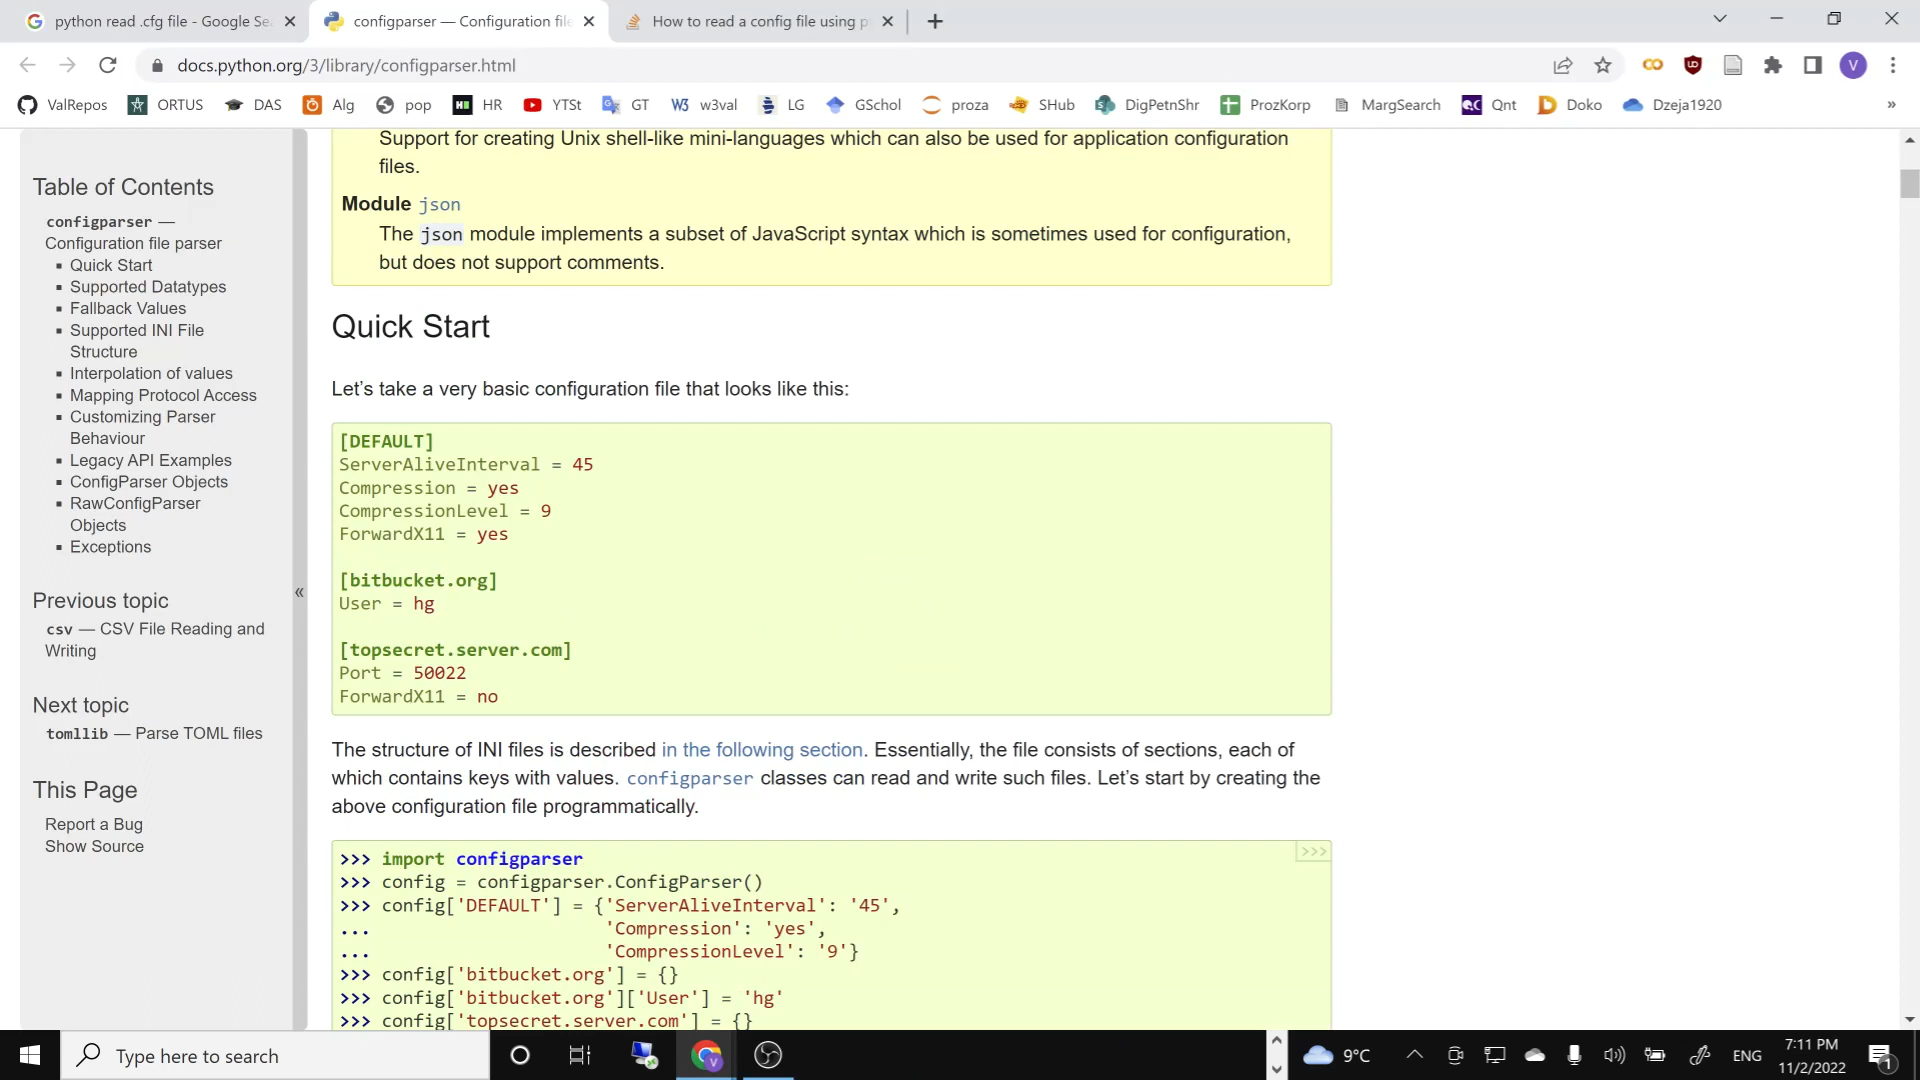 python read .cfg file - Google Se
configparser — Configuration file
How to read a config file using p
docs.python.org/3/library/configparser.html
V
ValRepos
ORTUS
DAS
Alg
pop
HR
YTSt
GT
W3 w3val
LG
GSchol
proza
SHub
DigPetnShr
ProzKorp
MargSearch
Qnt
Doko
Dzeja1920
»
Table of Contents
configparser —
Configuration file parser
Quick Start
Supported Datatypes
Fallback Values
Supported INI File
Structure
Interpolation of values
Mapping Protocol Access
Customizing Parser
Behaviour
Legacy API Examples
ConfigParser Objects
RawConfigParser
Objects
Exceptions
Previous topic
csv — CSV File Reading and
Writing
Next topic
tomllib — Parse TOML files
This Page
Report a Bug
Show Source
«
Support for creating Unix shell-like mini-languages which can also be used for application configuration
files.
Module json
The json module implements a subset of JavaScript syntax which is sometimes used for configuration,
but does not support comments.
Quick Start
Let’s take a very basic configuration file that looks like this:
[DEFAULT]
ServerAliveInterval = 45
Compression = yes
CompressionLevel = 9
ForwardX11 = yes
[bitbucket.org]
User = hg
[topsecret.server.com]
Port = 50022
ForwardX11 = no
The structure of INI files is described in the following section. Essentially, the file consists of sections, each of
which contains keys with values. configparser classes can read and write such files. Let’s start by creating the
above configuration file programmatically.
>>>
>>> import configparser
>>> config = configparser.ConfigParser()
>>> config['DEFAULT'] = {'ServerAliveInterval': '45',
...                      'Compression': 'yes',
...                      'CompressionLevel': '9'}
>>> config['bitbucket.org'] = {}
>>> config['bitbucket.org']['User'] = 'hg'
>>> config['topsecret.server.com'] = {}
Type here to search
V
9°C
ENG
7:11 PM
11/2/2022
1